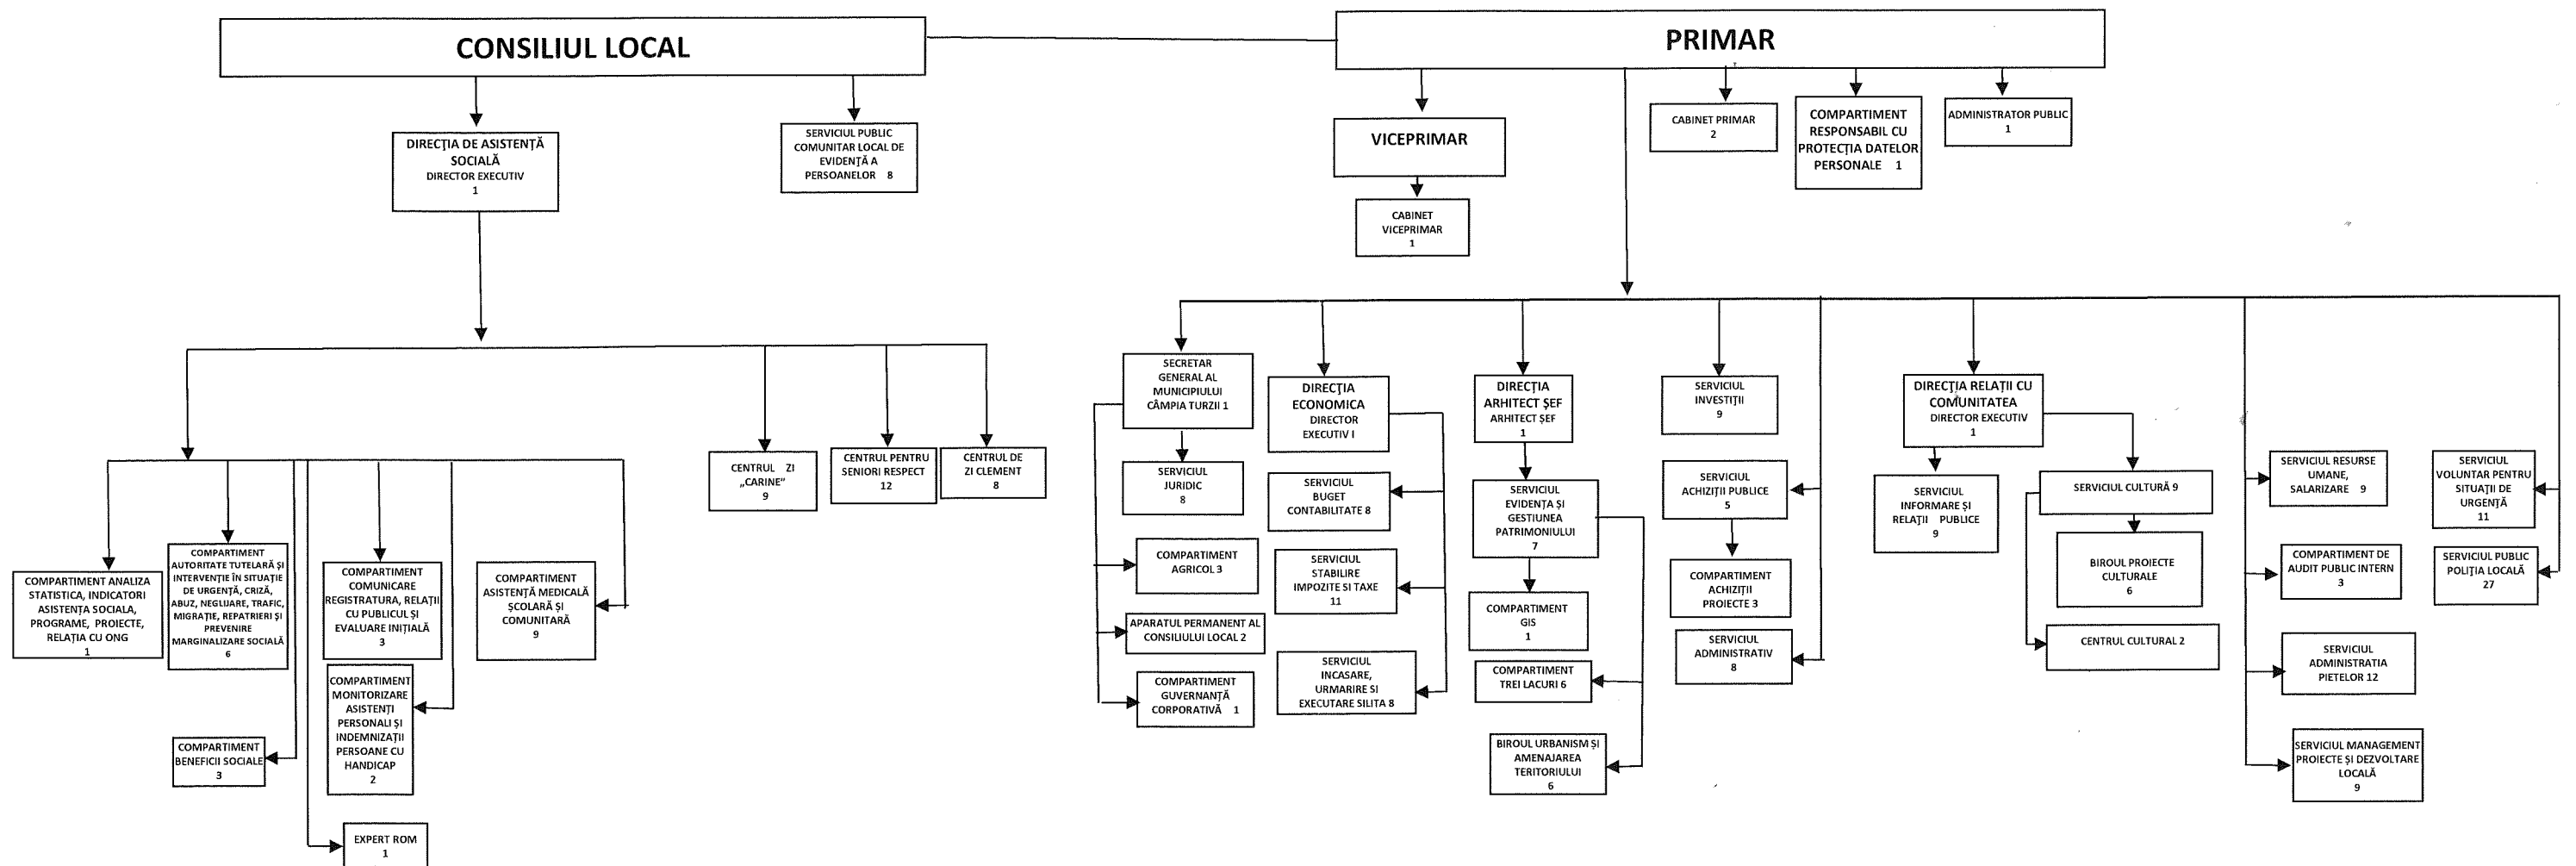 CONSILIUL LOCAL
PRIMAR
DIRECŢIA DE ASISTENŢĂ
SOCIALĂ
DIRECTOR EXECUTIV
1
SERVICIUL PUBLIC
COMUNITAR LOCAL DE
EVIDENŢĂ A
PERSOANELOR 8
VICEPRIMAR
CABINET
VICEPRIMAR
1
CABINET PRIMAR
2
COMPARTIMENT
RESPONSABIL CU
PROTECȚIA DATELOR
PERSONALE 1
ADMINISTRATOR PUBLIC
1
CENTRUL ZI
„CARINE”
9
CENTRUL PENTRU
SENIORI RESPECT
12
CENTRUL DE
ZI CLEMENT
8
COMPARTIMENT ANALIZA
STATISTICA, INDICATORI
ASISTENȚA SOCIALA,
PROGRAME, PROIECTE,
RELAȚIA CU ONG
1
COMPARTIMENT
AUTORITATE TUTELARĂ ȘI
INTERVENȚIE ÎN SITUAȚIE
DE URGENȚĂ, CRIZĂ,
ABUZ, NEGLIJARE, TRAFIC,
MIGRAȚIE, REPATRIERI ȘI
PREVENIRE
MARGINALIZARE SOCIALĂ
6
COMPARTIMENT
COMUNICARE
REGISTRATURA, RELAȚII
CU PUBLICUL ȘI
EVALUARE INIȚIALĂ
3
COMPARTIMENT
ASISTENȚĂ MEDICALĂ
ȘCOLARĂ ȘI
COMUNITARĂ
9
COMPARTIMENT
MONITORIZARE
ASISTENȚI
PERSONALI ȘI
INDEMNIZAȚII
PERSOANE CU
HANDICAP
2
COMPARTIMENT
BENEFICII SOCIALE
3
EXPERT ROM
1
SECRETAR
GENERAL AL
MUNICIPIULUI
CÂMPIA TURZII 1
SERVICIUL
JURIDIC
8
COMPARTIMENT
AGRICOL 3
APARATUL PERMANENT AL
CONSILIULUI LOCAL 2
COMPARTIMENT
GUVERNANȚĂ
CORPORATIVĂ 1
DIRECŢIA
ECONOMICA
DIRECTOR
EXECUTIV I
SERVICIUL
BUGET
CONTABILITATE 8
SERVICIUL
STABILIRE
IMPOZITE SI TAXE
11
SERVICIUL
INCASARE,
URMARIRE SI
EXECUTARE SILITA 8
DIRECȚIA
ARHITECT ȘEF
ARHITECT ȘEF
1
SERVICIUL
EVIDENȚA ȘI
GESTIUNEA
PATRIMONIULUI
7
COMPARTIMENT
GIS
1
COMPARTIMENT
TREI LACURI 6
BIROUL URBANISM ȘI
AMENAJAREA
TERITORIULUI
6
SERVICIUL
INVESTIȚII
9
SERVICIUL
ACHIZIȚII PUBLICE
5
COMPARTIMENT
ACHIZIȚII
PROIECTE 3
SERVICIUL
ADMINISTRATIV
8
DIRECŢIA RELAȚII CU
COMUNITATEA
DIRECTOR EXECUTIV
1
SERVICIUL
INFORMARE ȘI
RELAȚII PUBLICE
9
SERVICIUL CULTURĂ 9
BIROUL PROIECTE
CULTURALE
6
CENTRUL CULTURAL 2
SERVICIUL RESURSE
UMANE,
SALARIZARE 9
COMPARTIMENT DE
AUDIT PUBLIC INTERN
3
SERVICIUL
ADMINISTRATIA
PIETELOR 12
SERVICIUL MANAGEMENT
PROIECTE ȘI DEZVOLTARE
LOCALĂ
9
SERVICIUL
VOLUNTAR PENTRU
SITUAŢII DE
URGENŢĂ
11
SERVICIUL PUBLIC
POLIŢIA LOCALĂ
27